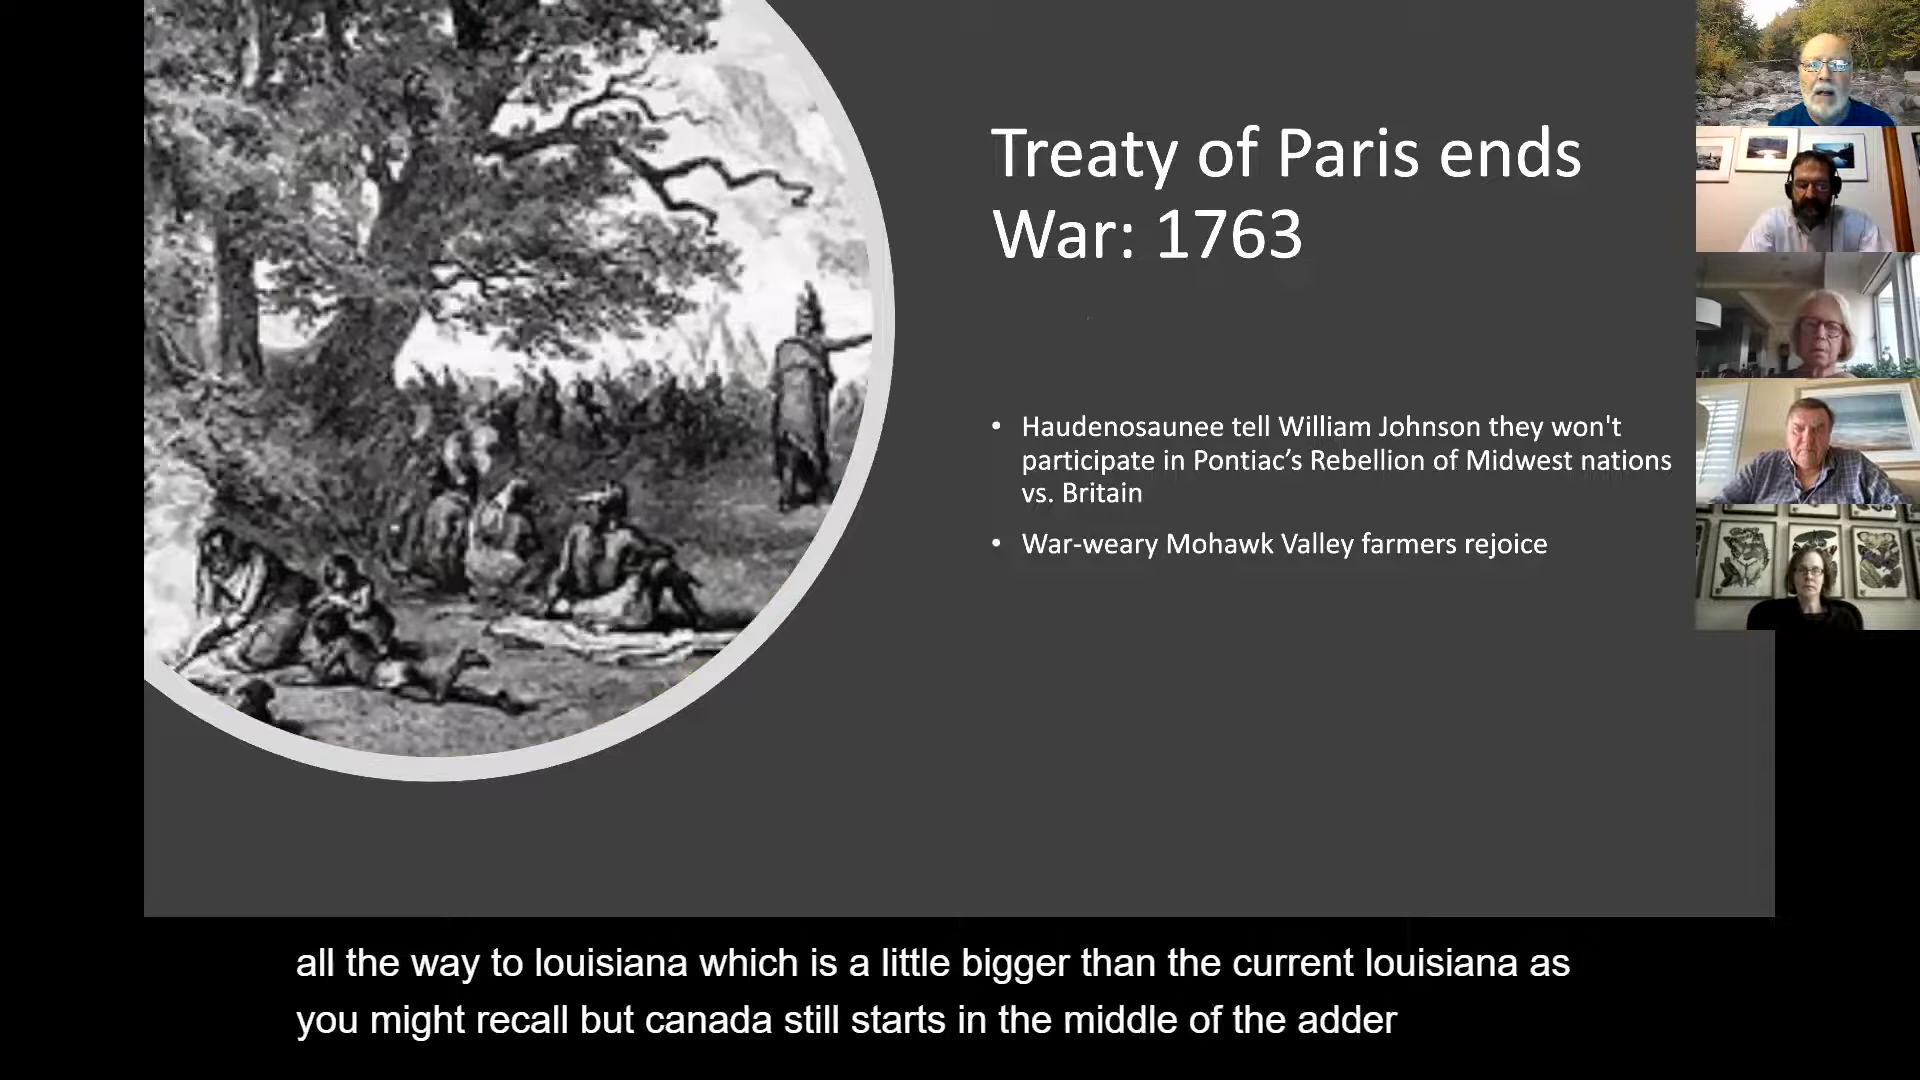 Treaty of Paris ends
War: 1763
• Haudenosaunee tell William Johnson they won't
participate in Pontiac’s Rebellion of Midwest nations
vs. Britain
• War-weary Mohawk Valley farmers rejoice
all the way to louisiana which is a little bigger than the current louisiana as
you might recall but canada still starts in the middle of the adder